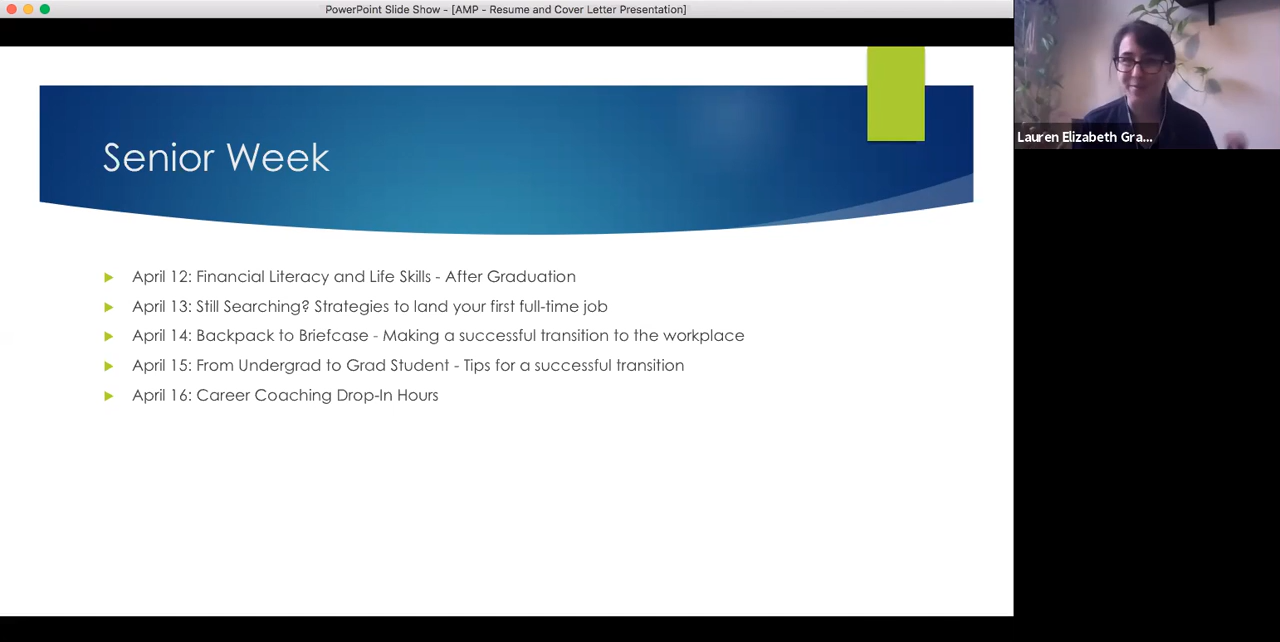 PowerPoint Slide Show - [AMP - Resume and Cover Letter Presentation]
Senior Week
April 12: Financial Literacy and Life Skills - After Graduation
April 13: Still Searching? Strategies to land your first full-time job
April 14: Backpack to Briefcase - Making a successful transition to the workplace
April 15: From Undergrad to Grad Student - Tips for a successful transition
April 16: Career Coaching Drop-In Hours
Lauren Elizabeth Gra...